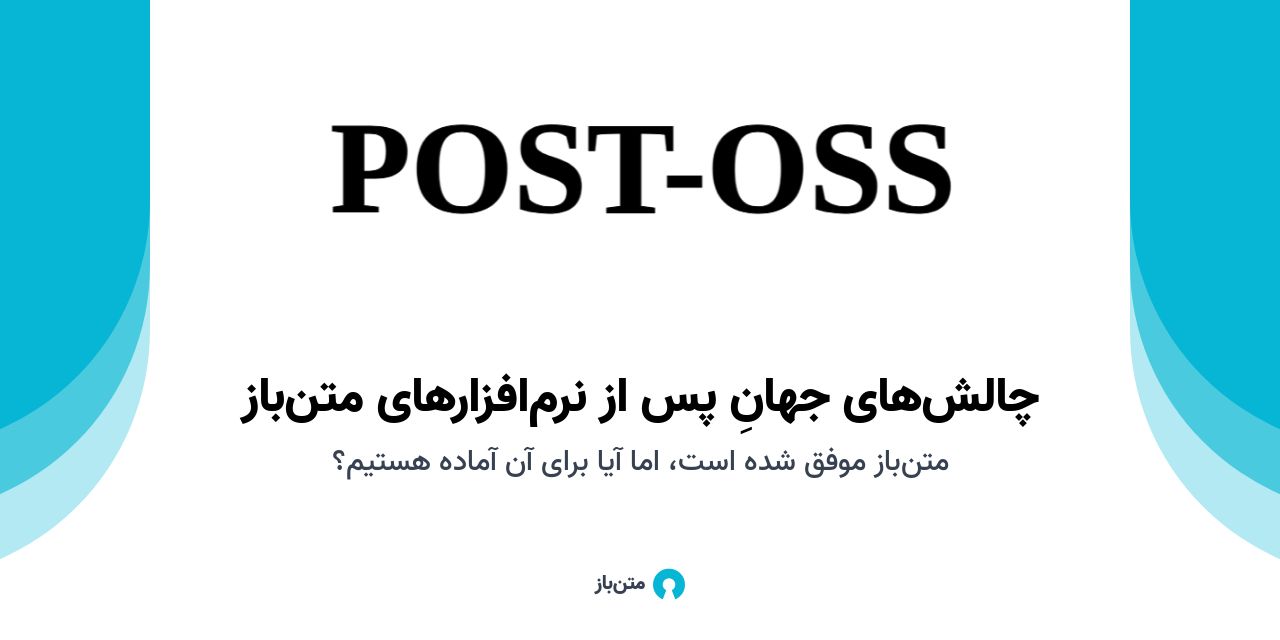 POST-OSS
چالش‌های جهانِ پس از نرم‌افزارهای متن‌باز
متن‌باز موفق شده است، اما آیا برای آن آماده هستیم؟
متن‌باز